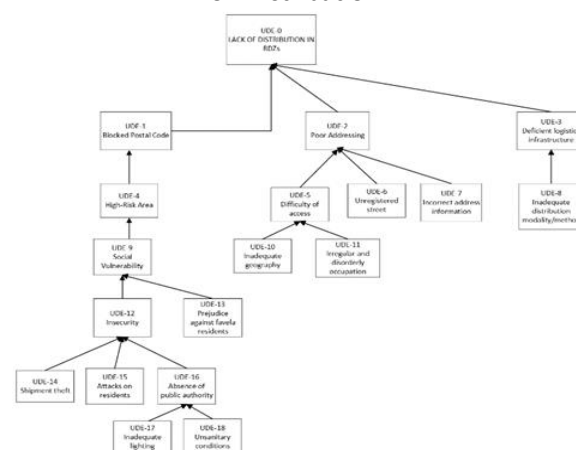 UDE-0
LACK OF DISTRIBUTION IN
RDZs
UDE-1
Blocked Postal Code
UDE-2
Poor Addressing
UDE-3
Deficient logistic
infrastructure
UDE-4
High-Risk Area
UDE-5
Difficulty of
access
UDE-6
Unregistered
street
UDE-7
Incorrect address
information
UDE-8
Inadequate
distribution
modality/method
UDE-9
Social
Vulnerability
UDE-10
Inadequate
geography
UDE-11
Irregular and
disorderly
occupation
UDE-12
Insecurity
UDE-13
Prejudice
against favela
residents
UDE-14
Shipment theft
UDE-15
Attacks on
residents
UDE-16
Absence of
public authority
UDE-17
Inadequate
lighting
UDE-18
Unsanitary
conditions